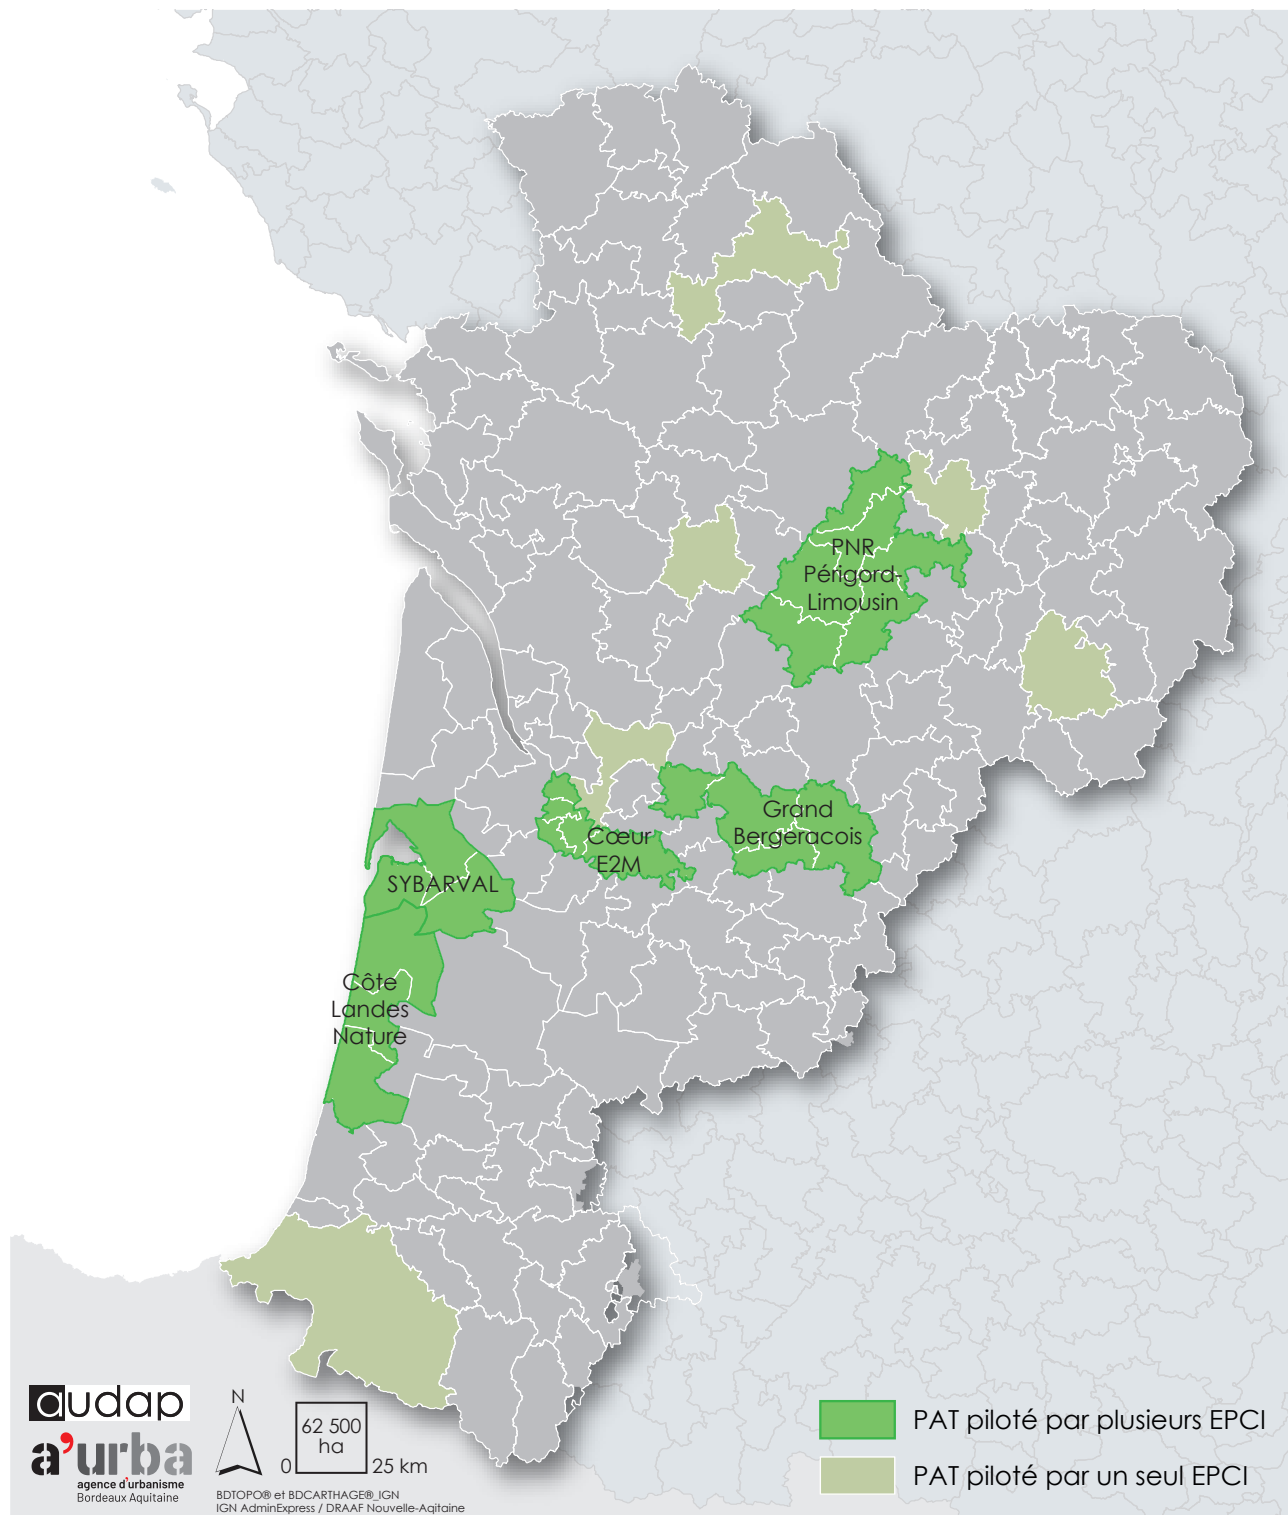 PNR
Périgord-
Limousin
Grand
Bergeracois
Cœur
E2M
SYBARVAL
Côte
Landes
Nature
audap
a'urba
agence d'urbanisme
Bordeaux Aquitaine
N
62 500
ha
0
25 km
BDTOPO® et BDCARTHAGE®_IGN
IGN AdminExpress / DRAAF Nouvelle-Aqitaine
PAT piloté par plusieurs EPCI
PAT piloté par un seul EPCI